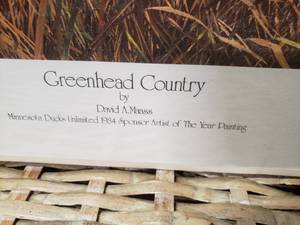 Greenhead Country
by
David A. Maass
Minnesota Ducks Unlimited 1984 Sponsor Artist of The Year Painting